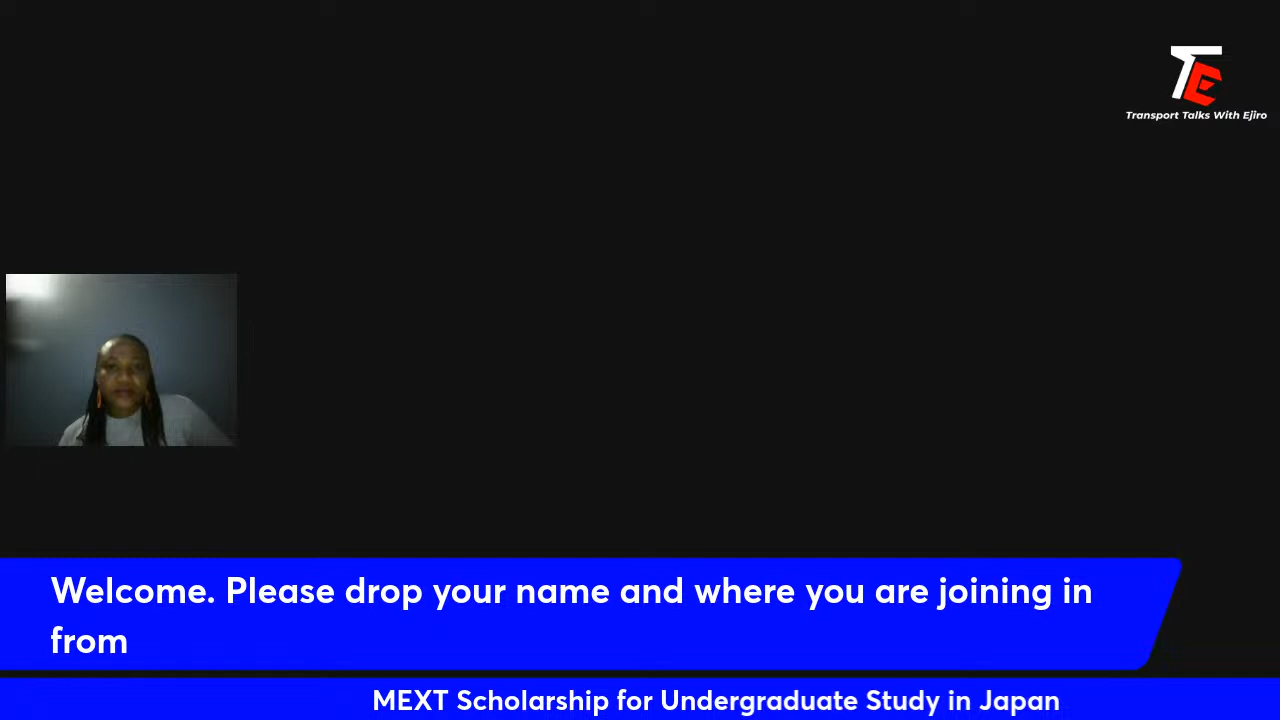 TE
Transport Talks With Ejiro
Welcome. Please drop your name and where you are joining in
from
MEXT Scholarship for Undergraduate Study in Japan